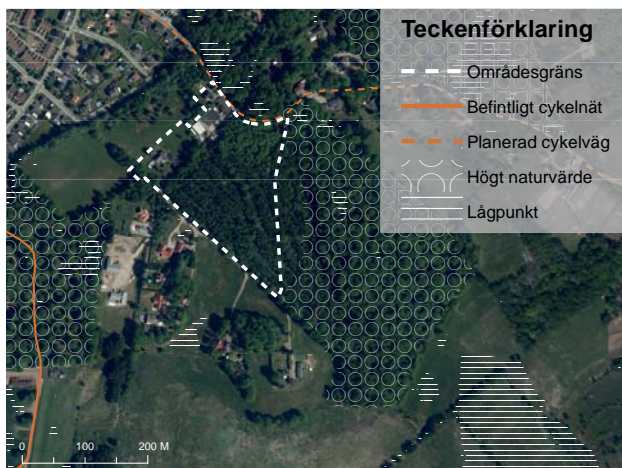 Teckenförklaring
Områdesgräns
Befintligt cykelnät
Planerad cykelväg
Högt naturvärde
Lågpunkt
0 100 200 M